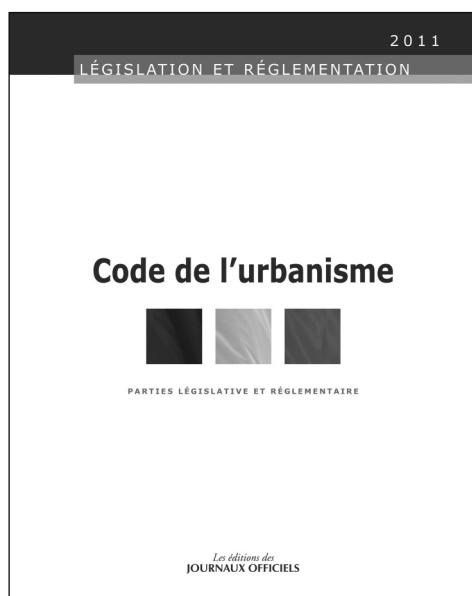 2011
LÉGISLATION ET RÉGLEMENTATION
Code de l'urbanisme
PARTIES LÉGISLATIVE ET RÉGLEMENTAIRE
Les éditions des
JOURNAUX OFFICIELS